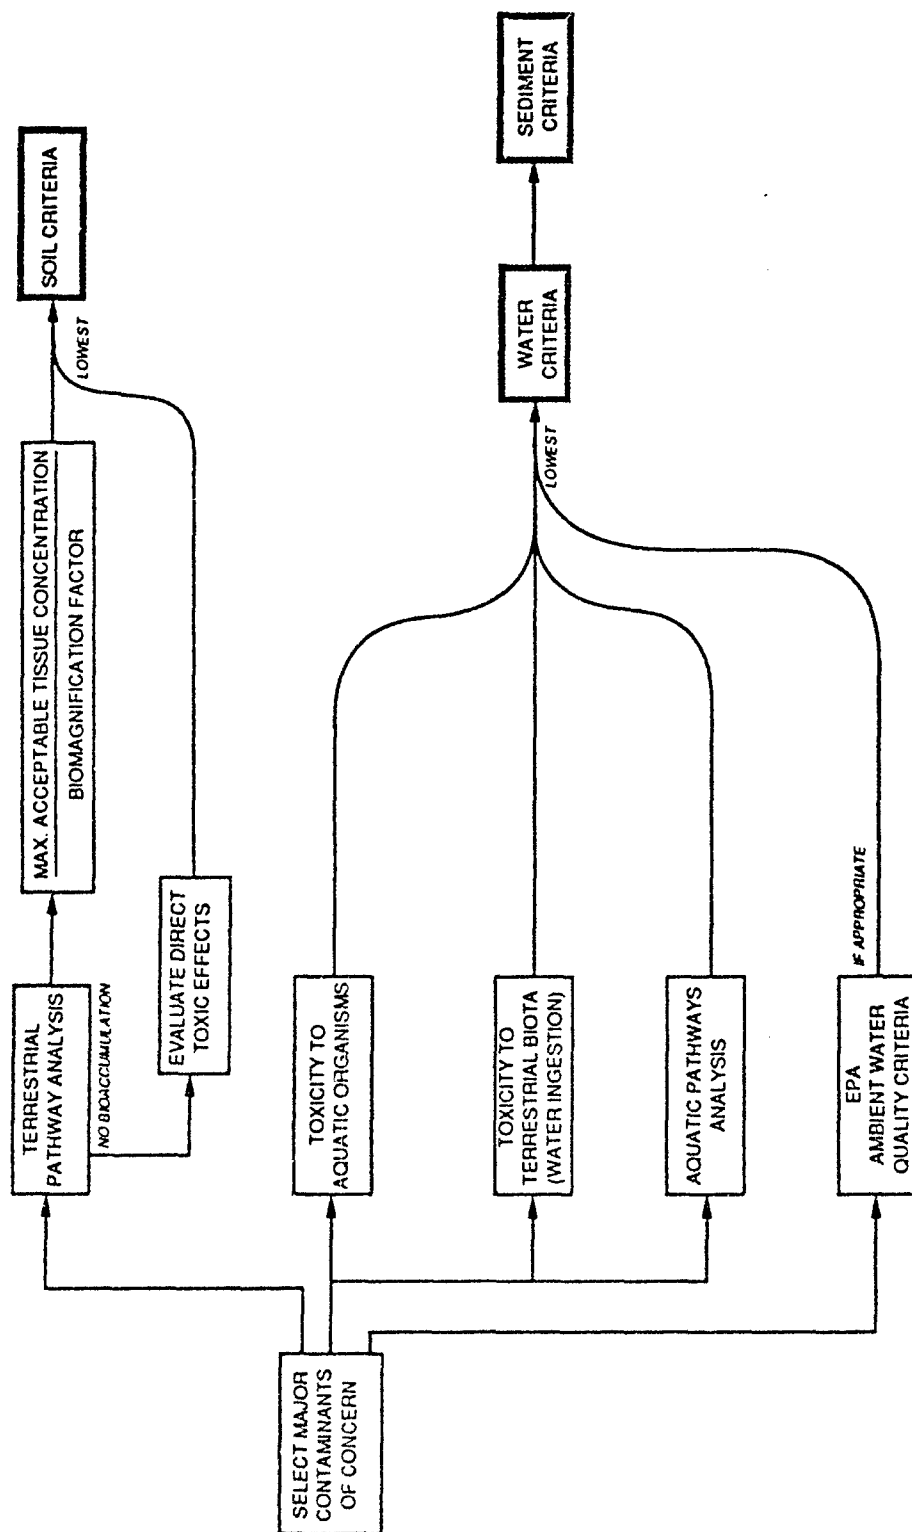 SELECT MAJOR
CONTAMINANTS
OF CONCERN
TERRESTRIAL
PATHWAY ANALYSIS
NO BIOACCUMULATION
EVALUATE DIRECT
TOXIC EFFECTS
MAX. ACCEPTABLE TISSUE CONCENTRATION
BIOMAGNIFICATION FACTOR
LOWEST
SOIL CRITERIA
TOXICITY TO
AQUATIC ORGANISMS
TOXICITY TO
TERRESTRIAL BIOTA
(WATER INGESTION)
AQUATIC PATHWAYS
ANALYSIS
EPA
AMBIENT WATER
QUALITY CRITERIA
IF APPROPRIATE
LOWEST
WATER
CRITERIA
SEDIMENT
CRITERIA